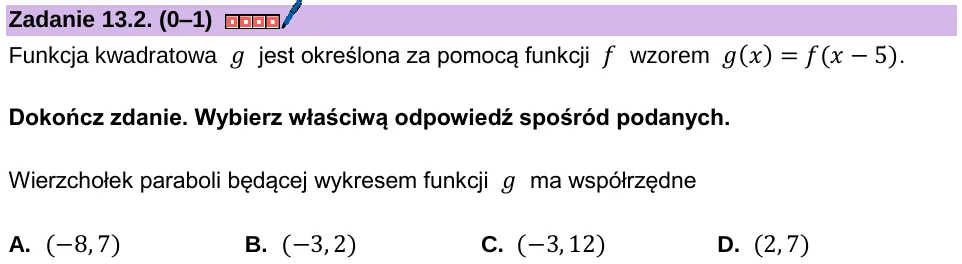 Zadanie 13.2. (0–1)
Funkcja kwadratowa g jest określona za pomocą funkcji f wzorem g(x) = f(x − 5).
Dokończ zdanie. Wybierz właściwą odpowiedź spośród podanych.
Wierzchołek paraboli będącej wykresem funkcji g ma współrzędne
A. (−8, 7) B. (−3, 2) C. (−3, 12) D. (2, 7)